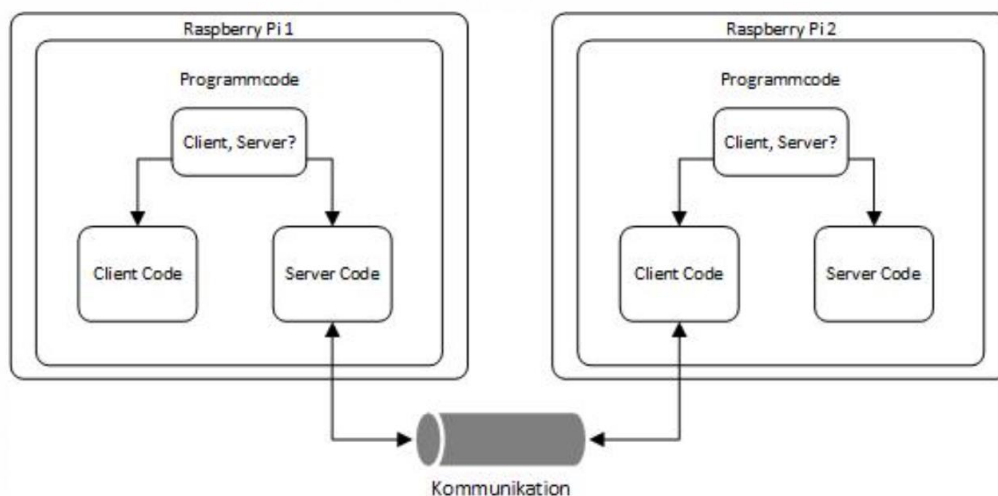 Raspberry Pi 1
Programmcode
Client, Server?
Client Code
Server Code
Raspberry Pi 2
Programmcode
Client, Server?
Client Code
Server Code
Kommunikation